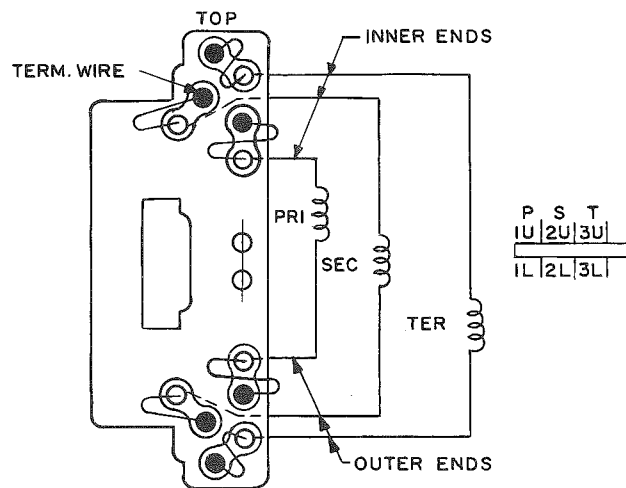 TOP
INNER ENDS
TERM. WIRE
PRI
SEC
TER
P S T
1U 2U 3U
1L 2L 3L
OUTER ENDS